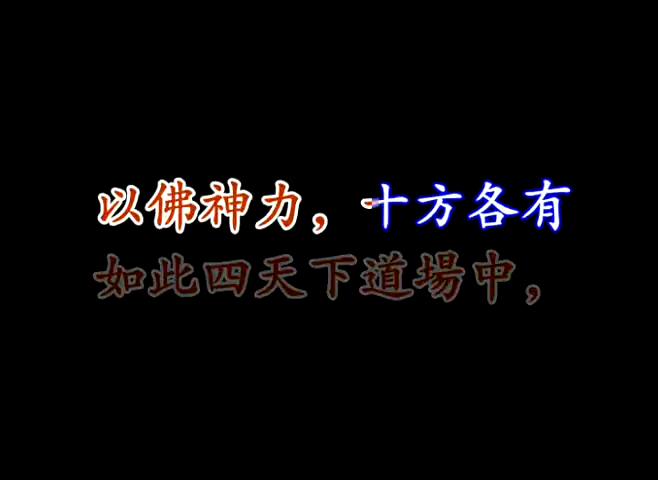 以佛神力，十方各有
如此四天下道場中，